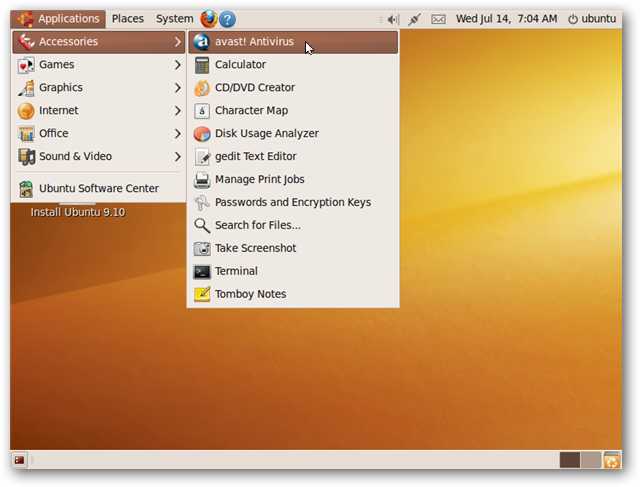 Applications Places System Wed Jul 14, 7:04 AM ubuntu
Accessories
Games
Graphics
Internet
Office
Sound & Video
Ubuntu Software Center
avast! Antivirus
Calculator
CD/DVD Creator
Character Map
Disk Usage Analyzer
gedit Text Editor
Manage Print Jobs
Passwords and Encryption Keys
Search for Files...
Take Screenshot
Terminal
Tomboy Notes
Install Ubuntu 9.10